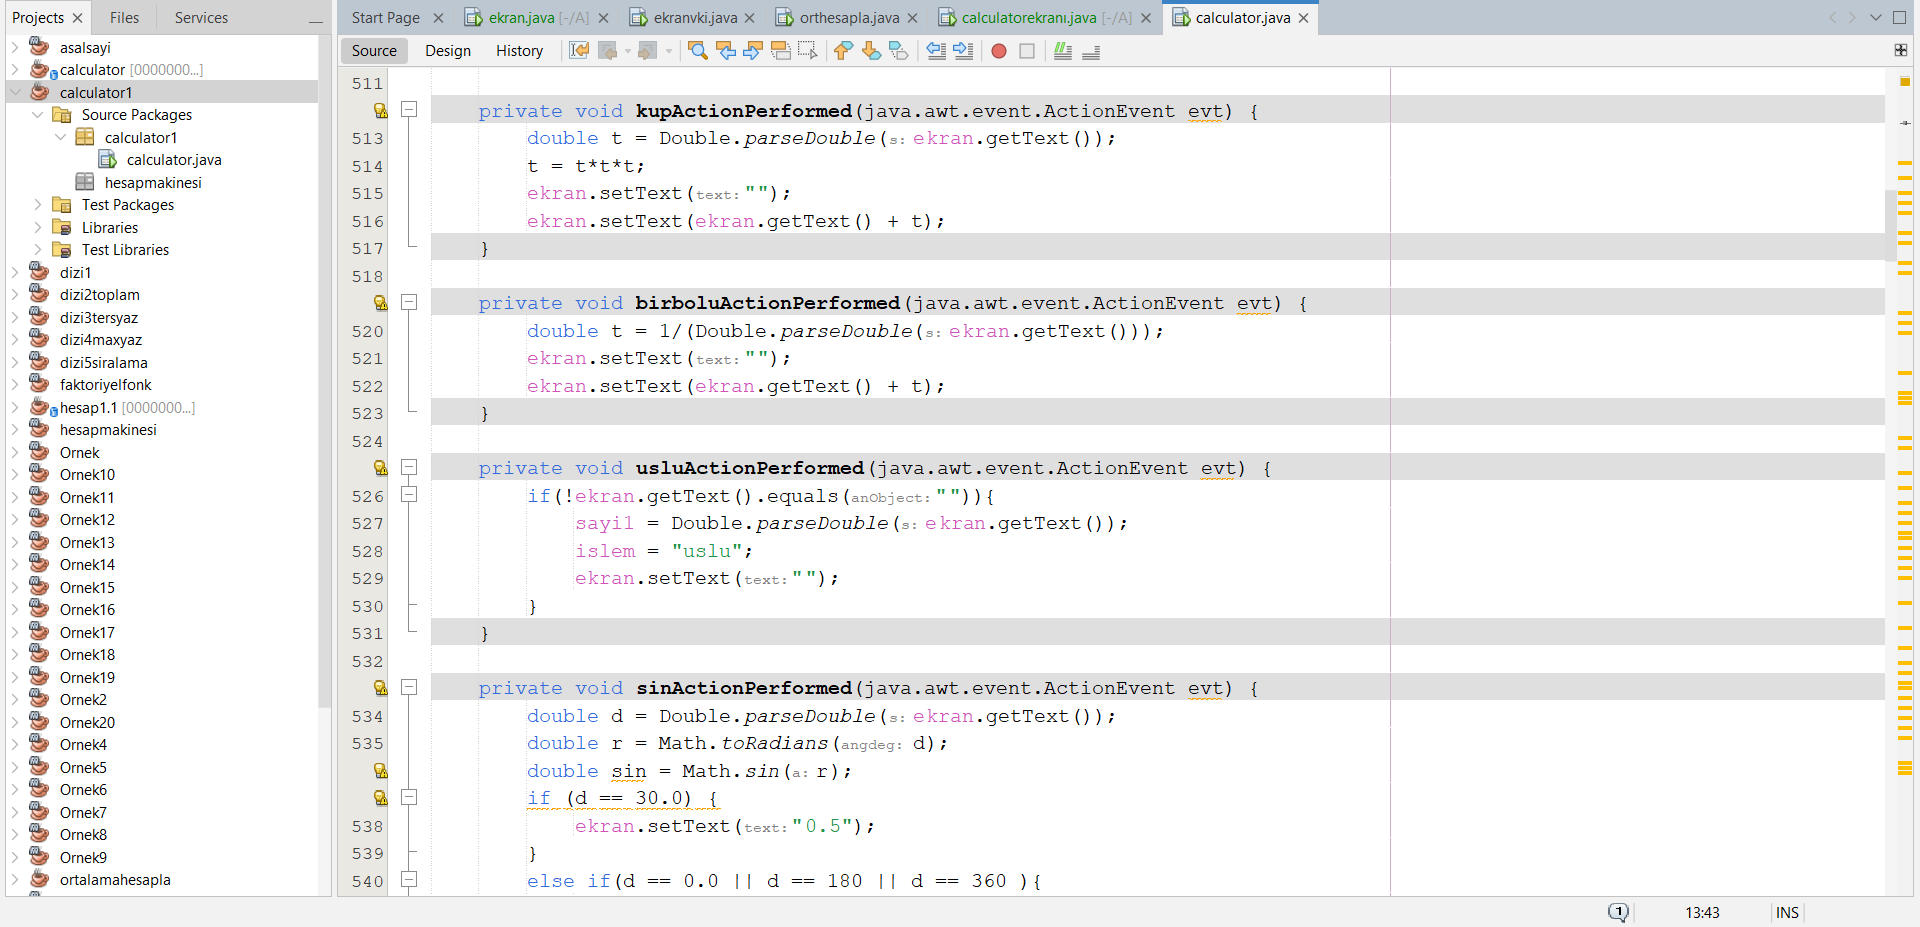 Projects
Files
Services
asalsayi
calculator [0000000...]
calculator1
Source Packages
calculator1
calculator.java
hesapmakinesi
Test Packages
Libraries
Test Libraries
dizi1
dizi2toplam
dizi3tersyaz
dizi4maxyaz
dizi5siralama
faktoriyelfonk
hesap1.1 [0000000...]
hesapmakinesi
Ornek
Ornek10
Ornek11
Ornek12
Ornek13
Ornek14
Ornek15
Ornek16
Ornek17
Ornek18
Ornek19
Ornek2
Ornek20
Ornek4
Ornek5
Ornek6
Ornek7
Ornek8
Ornek9
ortalamahesapla
Start Page
ekran.java [-/A]
ekranvki.java
orthesapla.java
calculatorekranı.java [-/A]
calculator.java
Source
Design
History
511
private void kupActionPerformed(java.awt.event.ActionEvent evt) {
513 double t = Double.parseDouble(s: ekran.getText());
514 t = t*t*t;
515 ekran.setText(text: "");
516 ekran.setText(ekran.getText() + t);
517 }
518
private void birboluActionPerformed(java.awt.event.ActionEvent evt) {
520 double t = 1/(Double.parseDouble(s: ekran.getText()));
521 ekran.setText(text: "");
522 ekran.setText(ekran.getText() + t);
523 }
524
private void usluActionPerformed(java.awt.event.ActionEvent evt) {
526 if(!ekran.getText().equals(anObject: "")){
527 sayi1 = Double.parseDouble(s: ekran.getText());
528 islem = "uslu";
529 ekran.setText(text: "");
530 }
531 }
532
private void sinActionPerformed(java.awt.event.ActionEvent evt) {
534 double d = Double.parseDouble(s: ekran.getText());
535 double r = Math.toRadians(angdeg: d);
double sin = Math.sin(a: r);
if (d == 30.0) {
538 ekran.setText(text: "0.5");
539 }
540 else if(d == 0.0 || d == 180 || d == 360 ){
1
13:43
INS